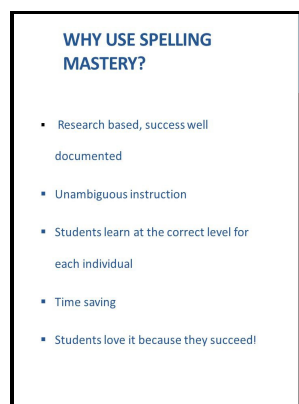 WHY USE SPELLING
MASTERY?
▪ Research based, success well
documented
▪ Unambiguous instruction
▪ Students learn at the correct level for
each individual
▪ Time saving
▪ Students love it because they succeed!